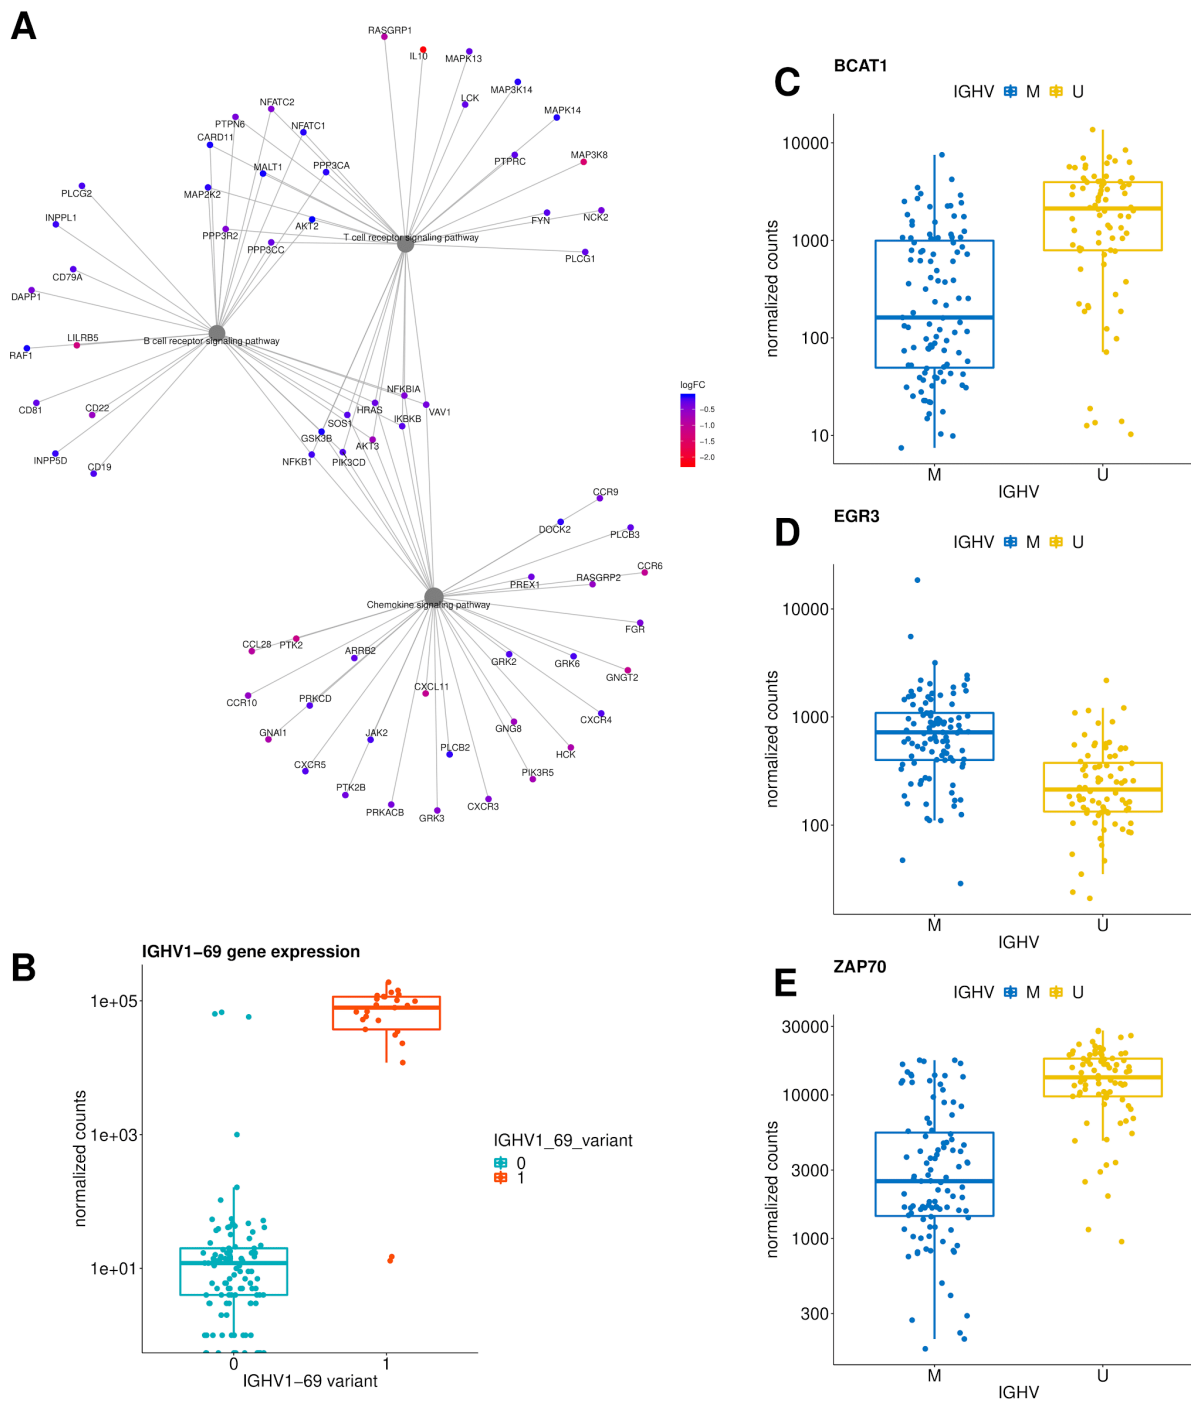 A
RASGRP1
IL10
MAPK13
MAP3K14
LCK
MAPK14
NFATC2
PTPN6
NFATC1
CARD11
PTPRC
MAP3K8
MALT1
PPP3CA
MAP2K2
PLCG2
INPPL1
AKT2
FYN
NCK2
PPP3R2
PPP3CC
T cell receptor signaling pathway
PLCG1
CD79A
DAPP1
LILRB5
B cell receptor signaling pathway
RAF1
CD81
CD22
NFKBIA
HRAS
VAV1
SOS1
IKBKB
GSK3B
AKT3
NFKB1
PIK3CD
INPP5D
CD19
logFC
−0.5
−1.0
−1.5
−2.0
CCR9
DOCK2
PLCB3
CCR6
PREX1
RASGRP2
Chemokine signaling pathway
FGR
CCL28
PTK2
ARRB2
GRK2
GRK6
GNGT2
CXCL11
CCR10
PRKCD
CXCR4
GNG8
GNAI1
JAK2
PLCB2
HCK
CXCR5
PIK3R5
PTK2B
PRKACB
GRK3
CXCR3
B
IGHV1−69 gene expression
normalized counts
1e+05
1e+03
1e+01
0
1
IGHV1−69 variant
IGHV1_69_variant
0
1
C
BCAT1
IGHV M U
normalized counts
10000
1000
100
10
M U
IGHV
D
EGR3
IGHV M U
normalized counts
10000
1000
100
M U
IGHV
E
ZAP70
IGHV M U
normalized counts
30000
10000
3000
1000
300
M U
IGHV